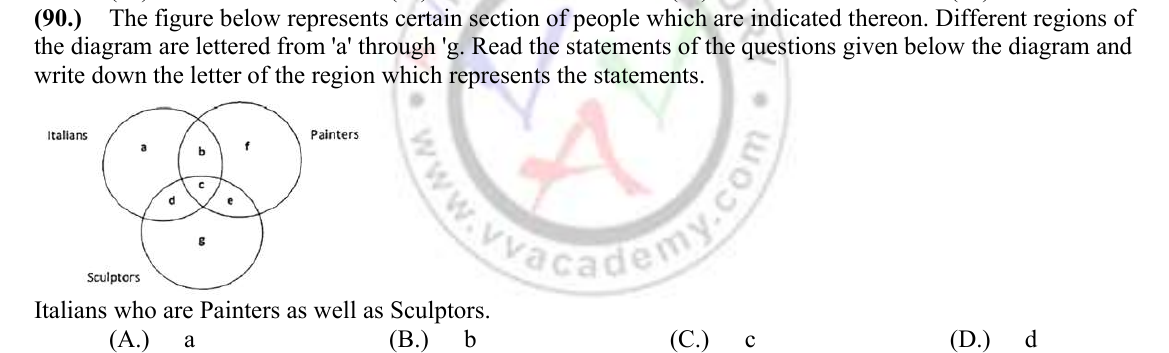 (90.) The figure below represents certain section of people which are indicated thereon. Different regions of
the diagram are lettered from 'a' through 'g. Read the statements of the questions given below the diagram and
write down the letter of the region which represents the statements.
Italians
Painters
a
b
f
c
d
e
g
Sculptors
www.vvacademy.com
Italians who are Painters as well as Sculptors.
(A.) a (B.) b (C.) c (D.) d